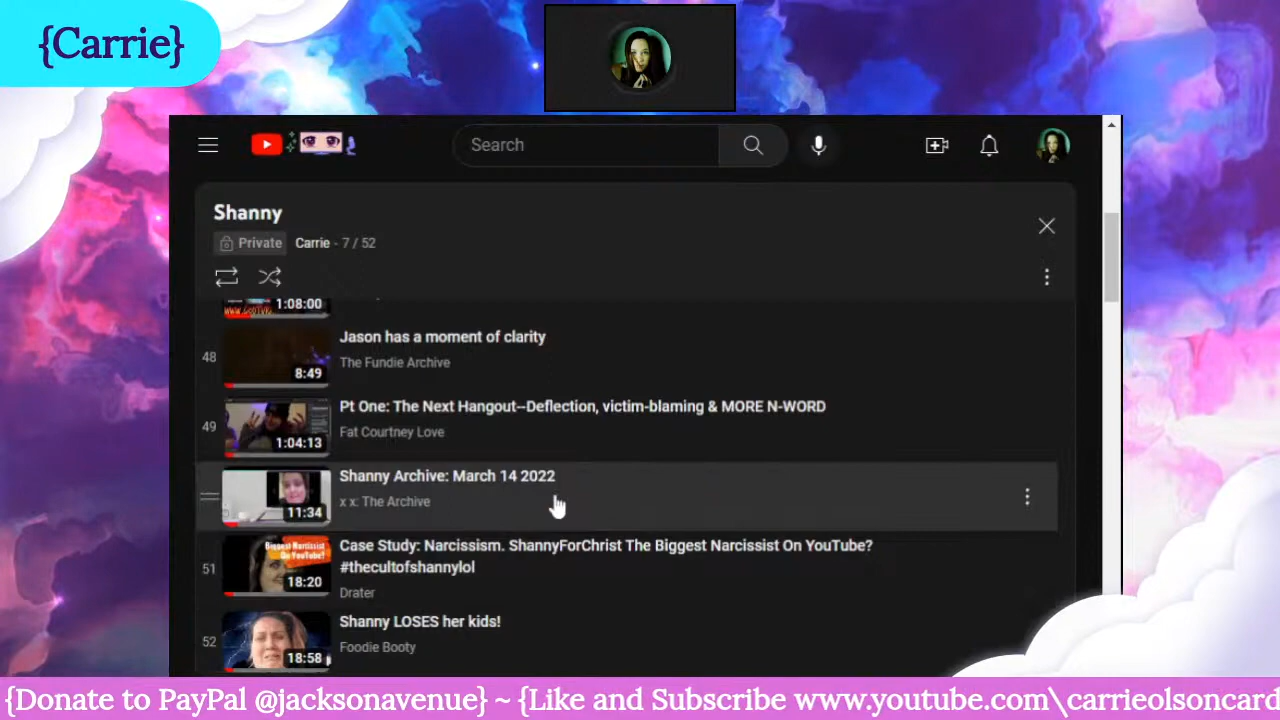 {Carrie}
Search
Shanny
Private Carrie - 7 / 52
1:08:00
48
Jason has a moment of clarity
The Fundie Archive
8:49
49
Pt One: The Next Hangout--Deflection, victim-blaming & MORE N-WORD
Fat Courtney Love
1:04:13
Shanny Archive: March 14 2022
x x: The Archive
11:34
51
Case Study: Narcissism. ShannyForChrist The Biggest Narcissist On YouTube?
#thecultofshannylol
Drater
Biggest Narcissist
On YouTube?
18:20
52
Shanny LOSES her kids!
Foodie Booty
18:58
{Donate to PayPal @jacksonavenue} ~ {Like and Subscribe www.youtube.com\carrieolsoncard